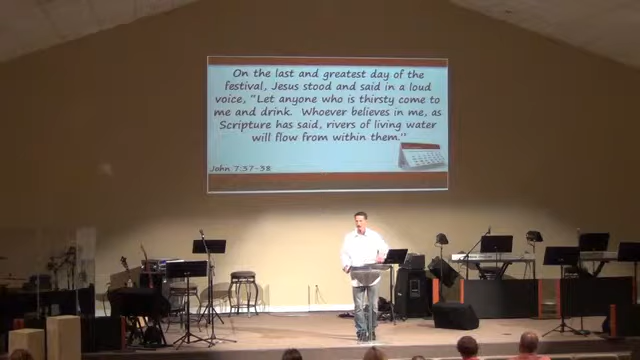 On the last and greatest day of the
festival, Jesus stood and said in a loud
voice, "Let anyone who is thirsty come to
me and drink. Whoever believes in me, as
Scripture has said, rivers of living water
will flow from within them."
John 7:37-38